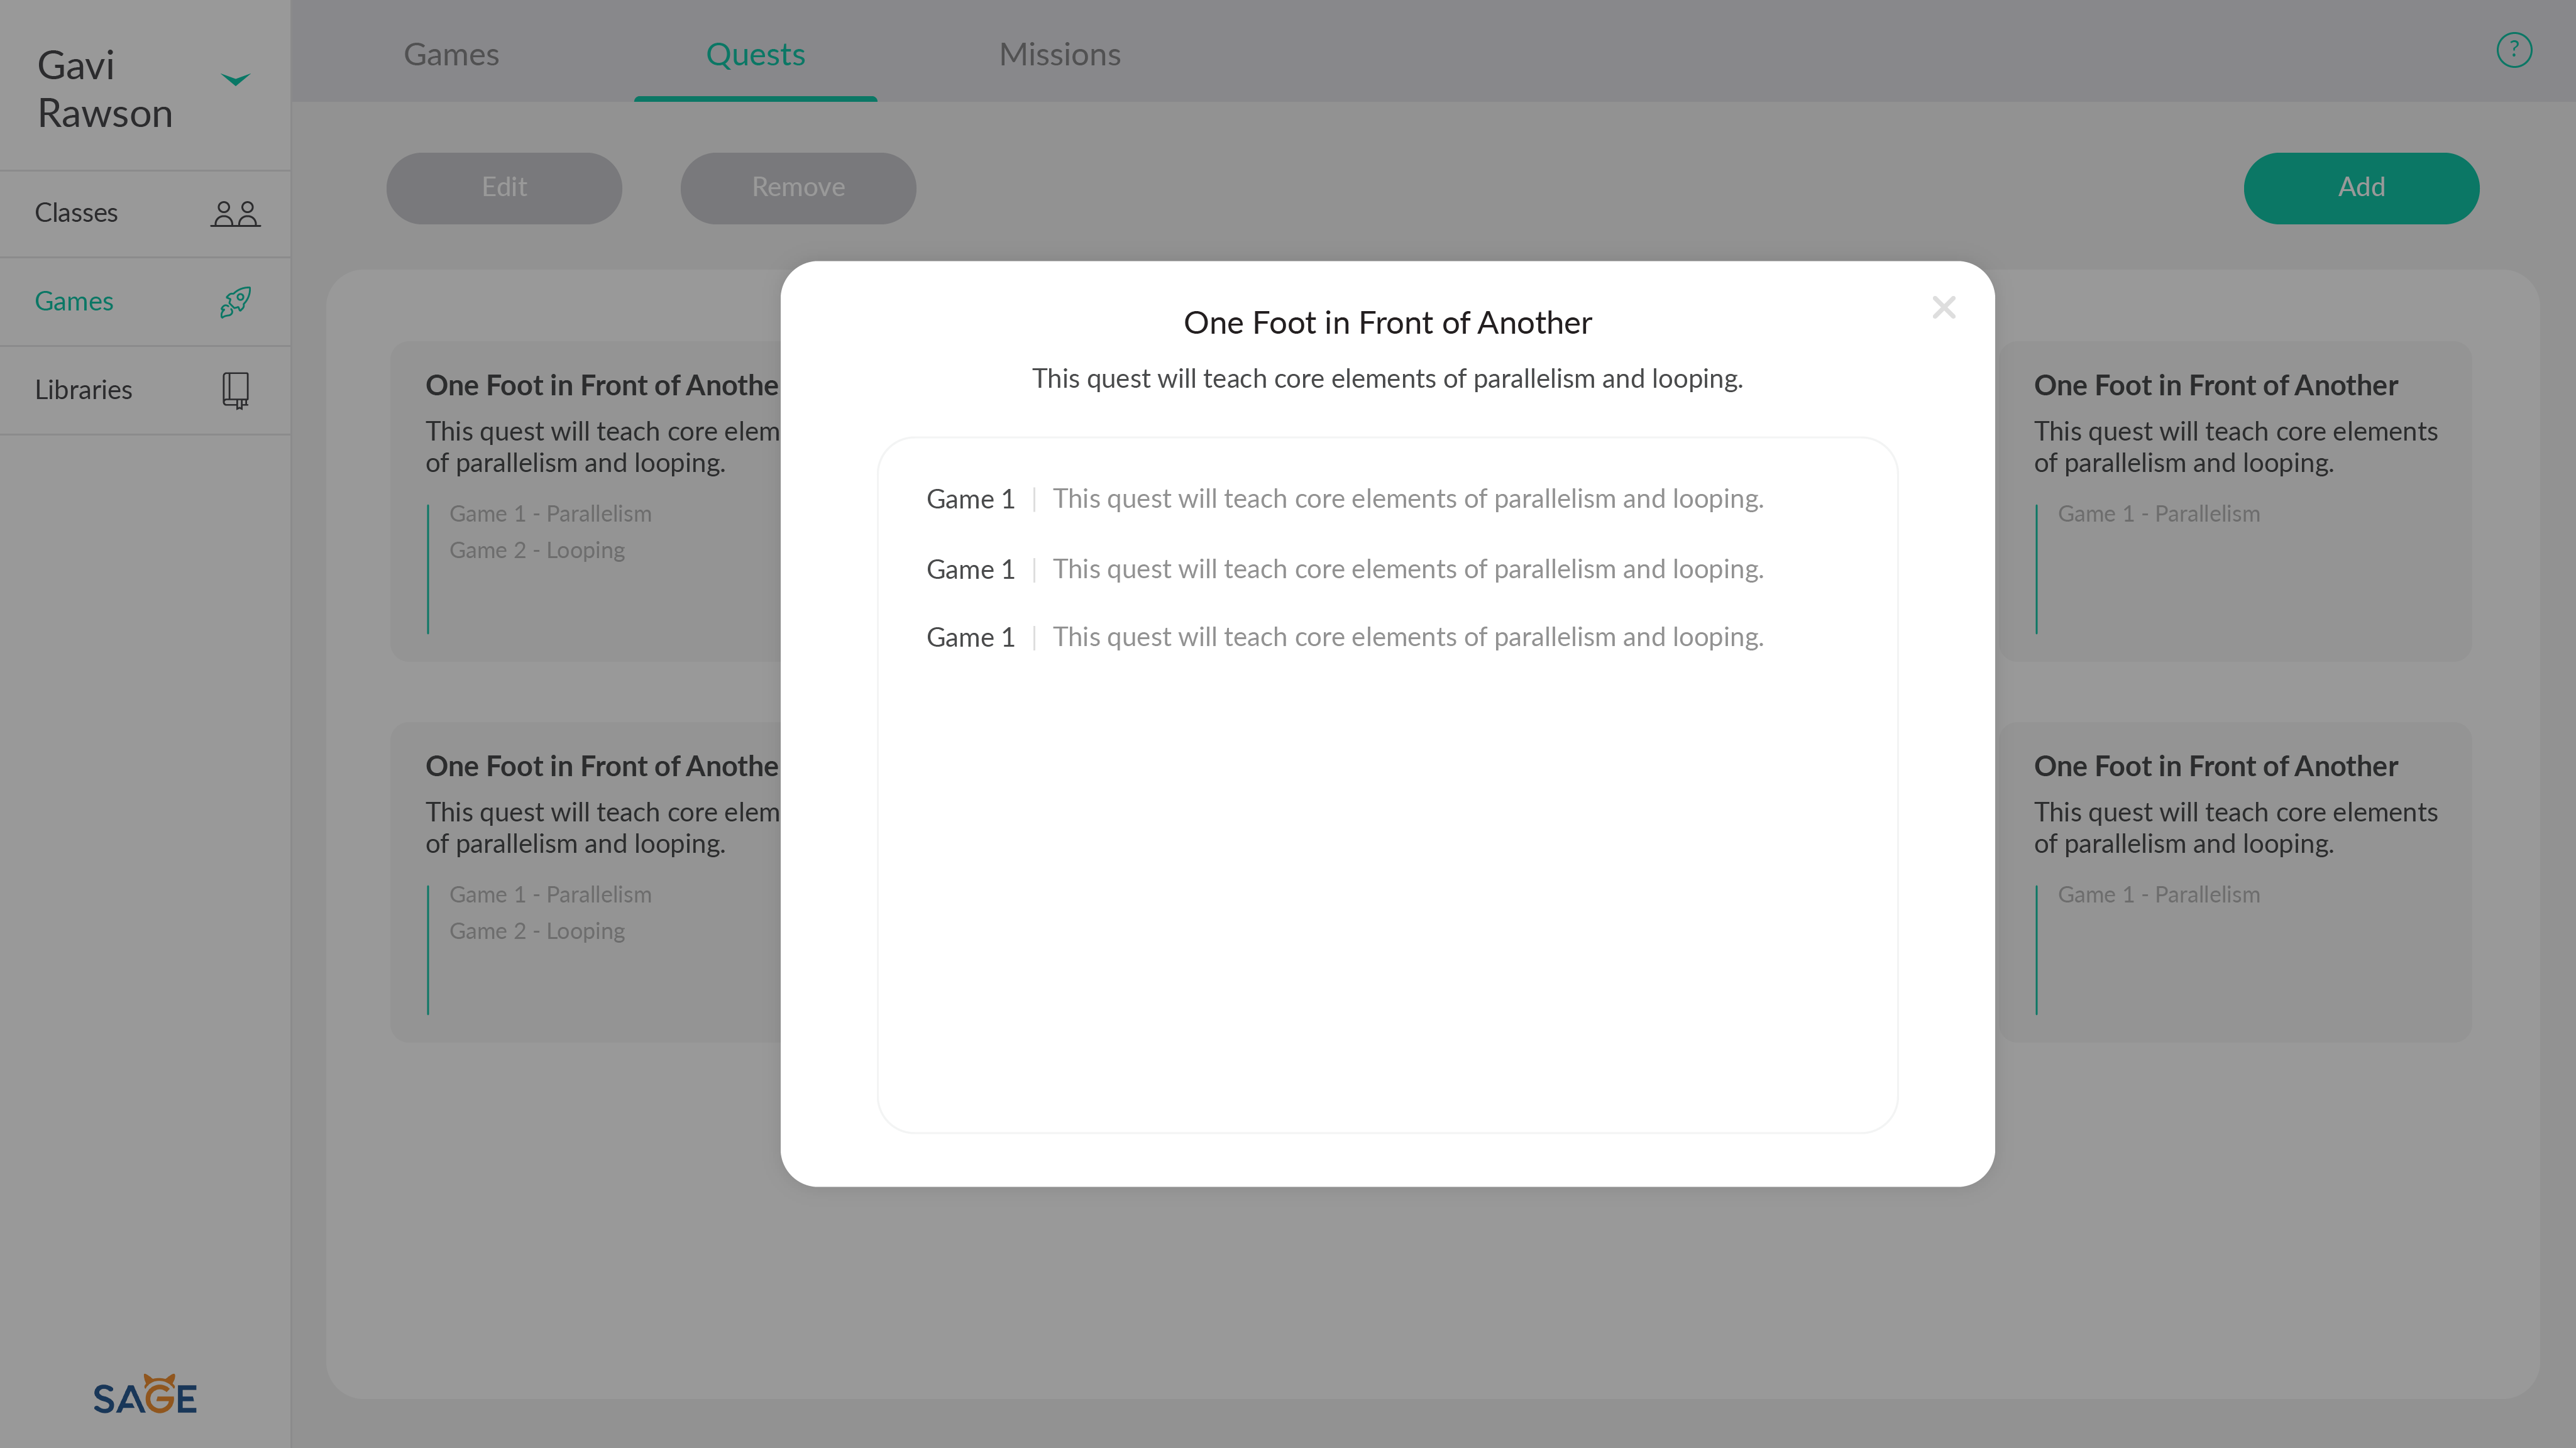 Gavi
Rawson
Classes
Games
Libraries
SAGE
Games
Quests
Missions
?
Edit
Remove
Add
One Foot in Front of Anothe
This quest will teach core elem
of parallelism and looping.
Game 1 - Parallelism
Game 2 - Looping
One Foot in Front of Anothe
This quest will teach core elem
of parallelism and looping.
Game 1 - Parallelism
Game 2 - Looping
One Foot in Front of Another
This quest will teach core elements of parallelism and looping.
Game 1 | This quest will teach core elements of parallelism and looping.
Game 1 | This quest will teach core elements of parallelism and looping.
Game 1 | This quest will teach core elements of parallelism and looping.
One Foot in Front of Another
This quest will teach core elements
of parallelism and looping.
Game 1 - Parallelism
One Foot in Front of Another
This quest will teach core elements
of parallelism and looping.
Game 1 - Parallelism